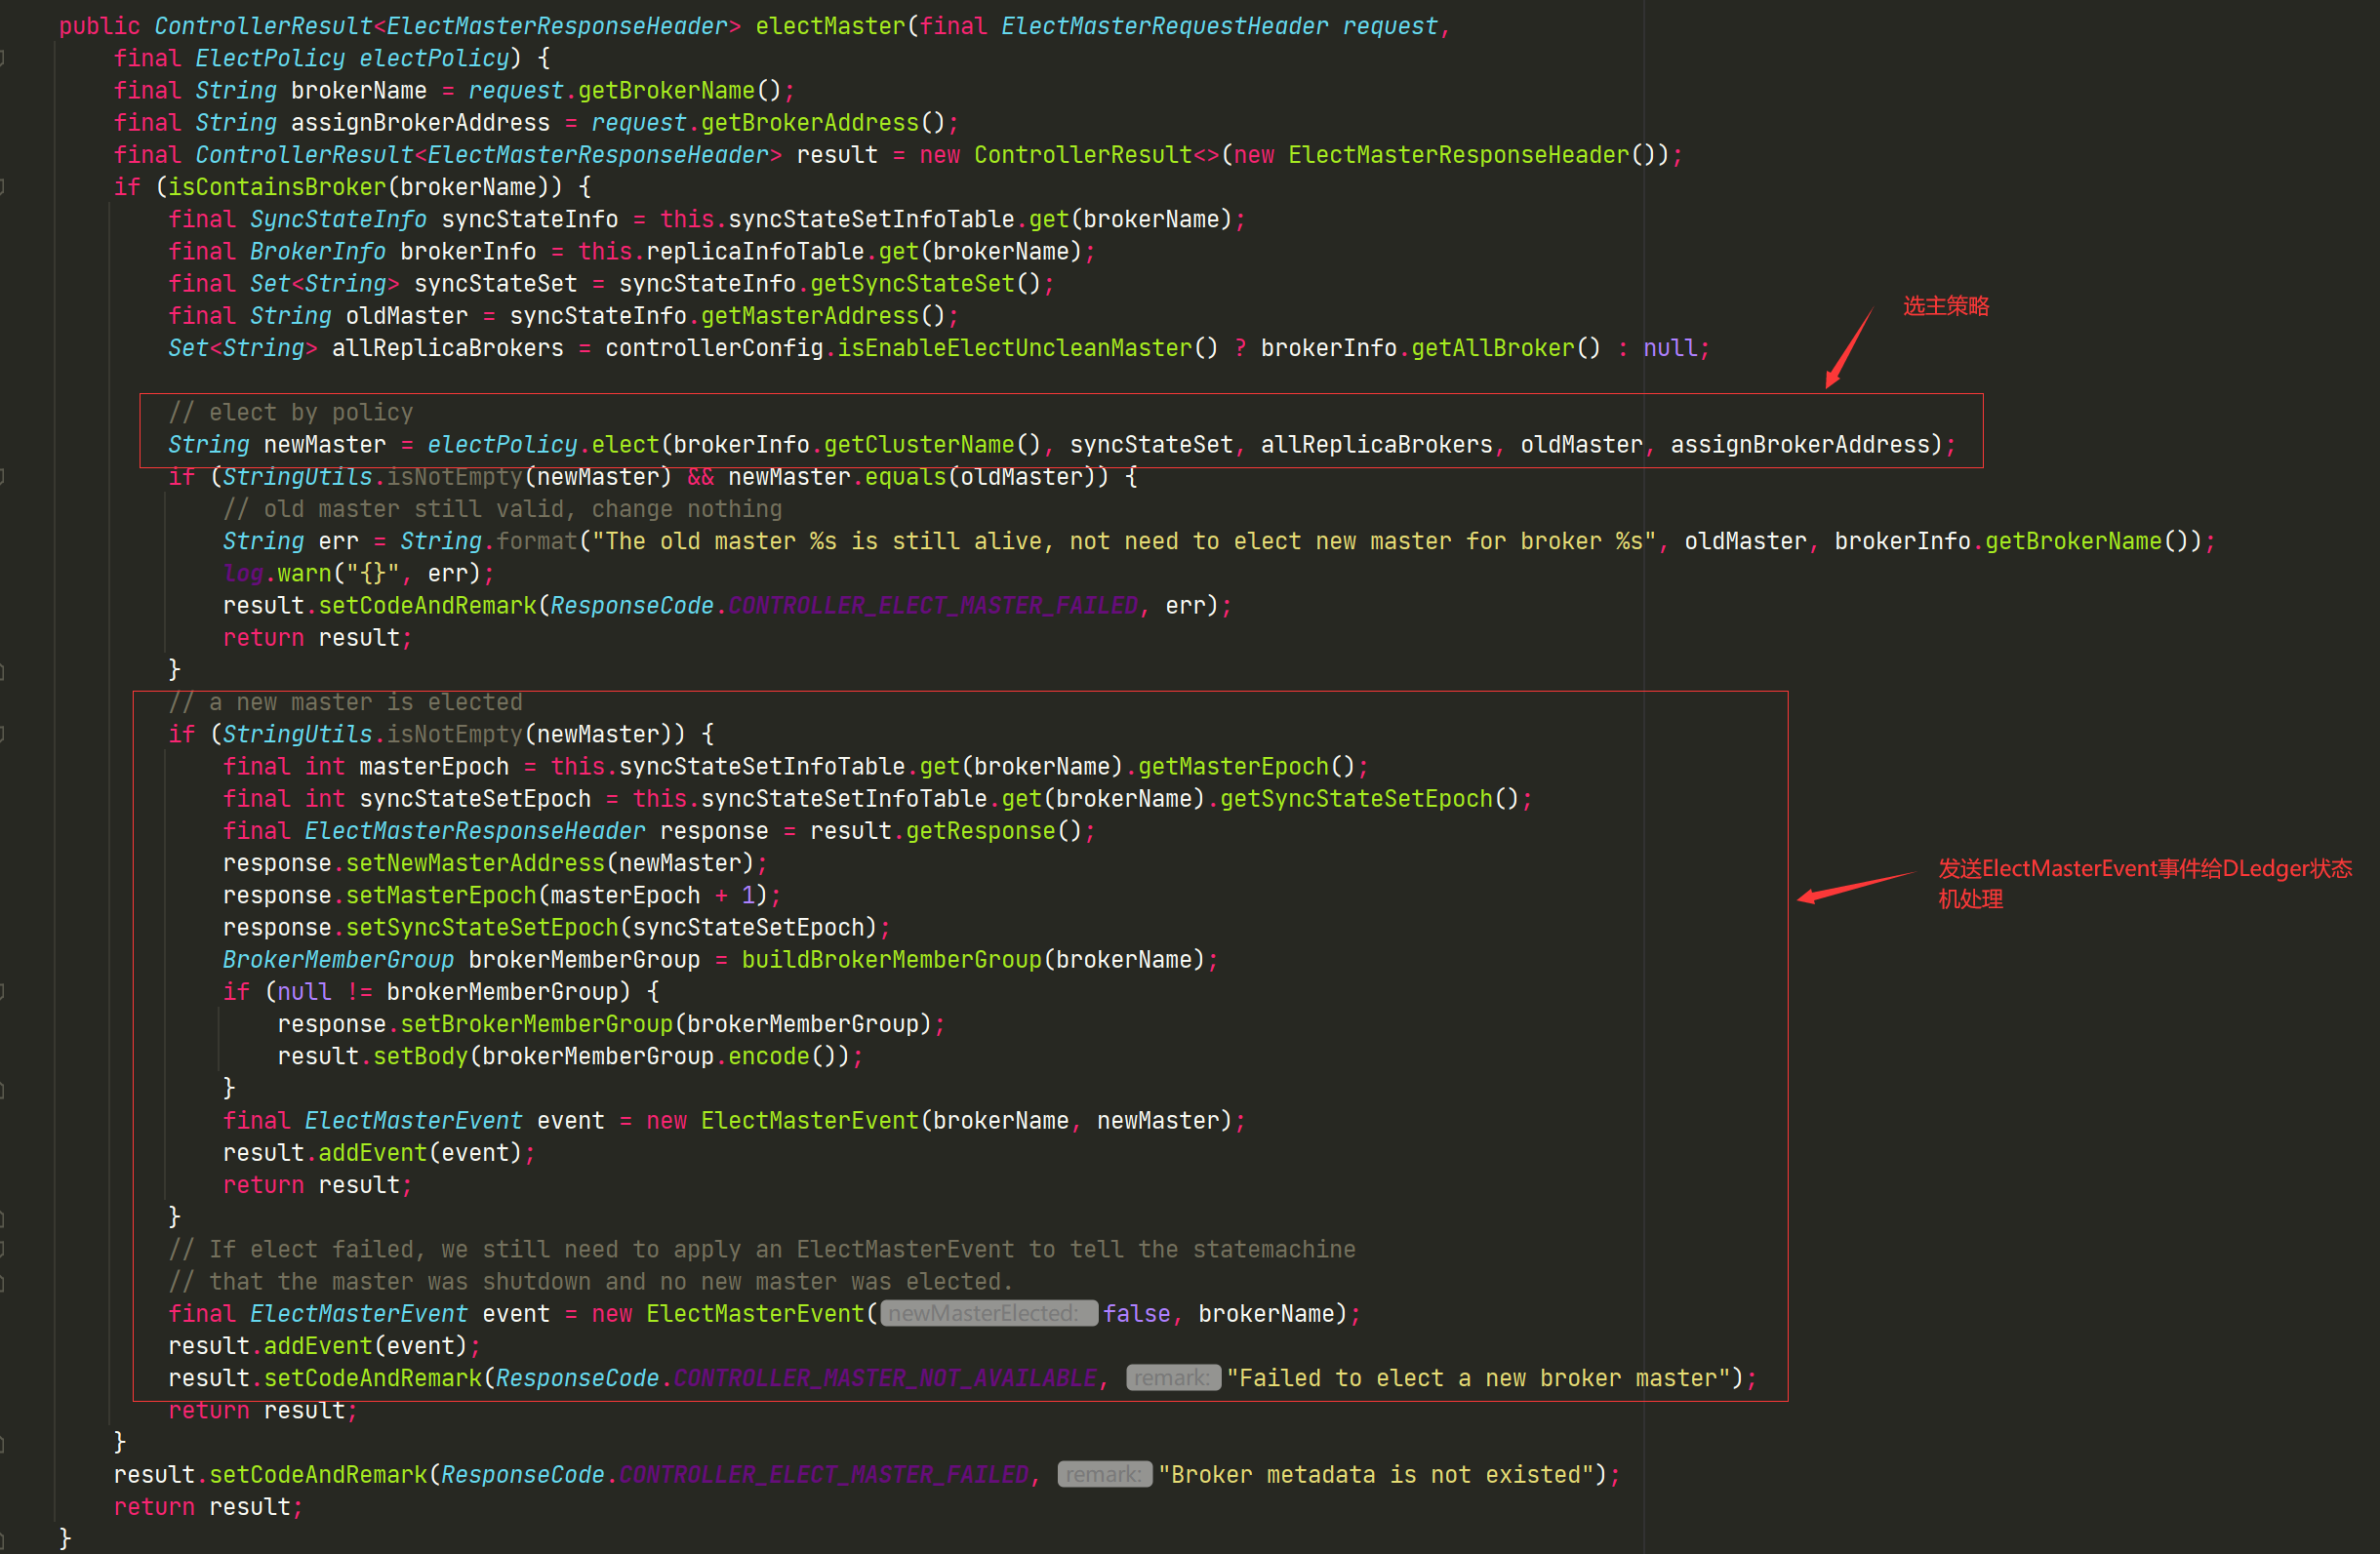 public ControllerResult<ElectMasterResponseHeader> electMaster(final ElectMasterRequestHeader request,
    final ElectPolicy electPolicy) {
    final String brokerName = request.getBrokerName();
    final String assignBrokerAddress = request.getBrokerAddress();
    final ControllerResult<ElectMasterResponseHeader> result = new ControllerResult<>(new ElectMasterResponseHeader());
    if (isContainsBroker(brokerName)) {
        final SyncStateInfo syncStateInfo = this.syncStateSetInfoTable.get(brokerName);
        final BrokerInfo brokerInfo = this.replicaInfoTable.get(brokerName);
        final Set<String> syncStateSet = syncStateInfo.getSyncStateSet();
        final String oldMaster = syncStateInfo.getMasterAddress();
选主策略
        Set<String> allReplicaBrokers = controllerConfig.isEnableElectUncleanMaster() ? brokerInfo.getAllBroker() : null;
        // elect by policy
        String newMaster = electPolicy.elect(brokerInfo.getClusterName(), syncStateSet, allReplicaBrokers, oldMaster, assignBrokerAddress);
        if (StringUtils.isNotEmpty(newMaster) && newMaster.equals(oldMaster)) {
            // old master still valid, change nothing
            String err = String.format("The old master %s is still alive, not need to elect new master for broker %s", oldMaster, brokerInfo.getBrokerName());
            log.warn("{}", err);
            result.setCodeAndRemark(ResponseCode.CONTROLLER_ELECT_MASTER_FAILED, err);
            return result;
        }
        // a new master is elected
        if (StringUtils.isNotEmpty(newMaster)) {
            final int masterEpoch = this.syncStateSetInfoTable.get(brokerName).getMasterEpoch();
            final int syncStateSetEpoch = this.syncStateSetInfoTable.get(brokerName).getSyncStateSetEpoch();
            final ElectMasterResponseHeader response = result.getResponse();
            response.setNewMasterAddress(newMaster);
            response.setMasterEpoch(masterEpoch + 1);
            response.setSyncStateSetEpoch(syncStateSetEpoch);
发送ElectMasterEvent事件给DLedger状态
机处理
            BrokerMemberGroup brokerMemberGroup = buildBrokerMemberGroup(brokerName);
            if (null != brokerMemberGroup) {
                response.setBrokerMemberGroup(brokerMemberGroup);
                result.setBody(brokerMemberGroup.encode());
            }
            final ElectMasterEvent event = new ElectMasterEvent(brokerName, newMaster);
            result.addEvent(event);
            return result;
        }
        // If elect failed, we still need to apply an ElectMasterEvent to tell the statemachine
        // that the master was shutdown and no new master was elected.
        final ElectMasterEvent event = new ElectMasterEvent( newMasterElected: false, brokerName);
        result.addEvent(event);
        result.setCodeAndRemark(ResponseCode.CONTROLLER_MASTER_NOT_AVAILABLE, remark: "Failed to elect a new broker master");
        return result;
    }
    result.setCodeAndRemark(ResponseCode.CONTROLLER_ELECT_MASTER_FAILED, remark: "Broker metadata is not existed");
    return result;
}